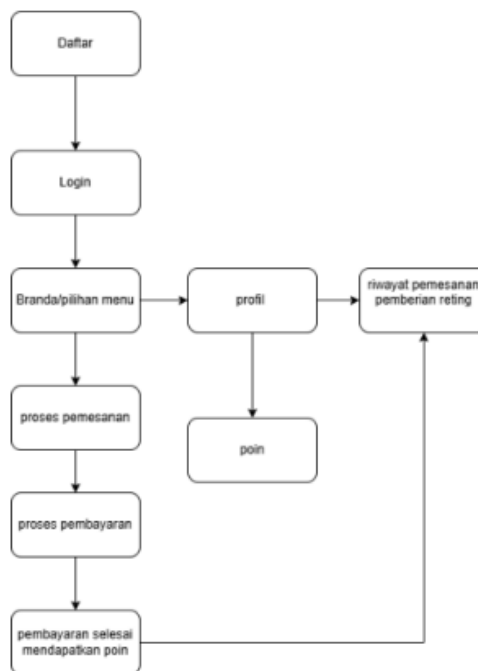 Daftar
Login
Branda/pilihan menu
profil
riwayat pemesanan
pemberian reting
proses pemesanan
poin
proses pembayaran
pembayaran selesai
mendapatkan poin